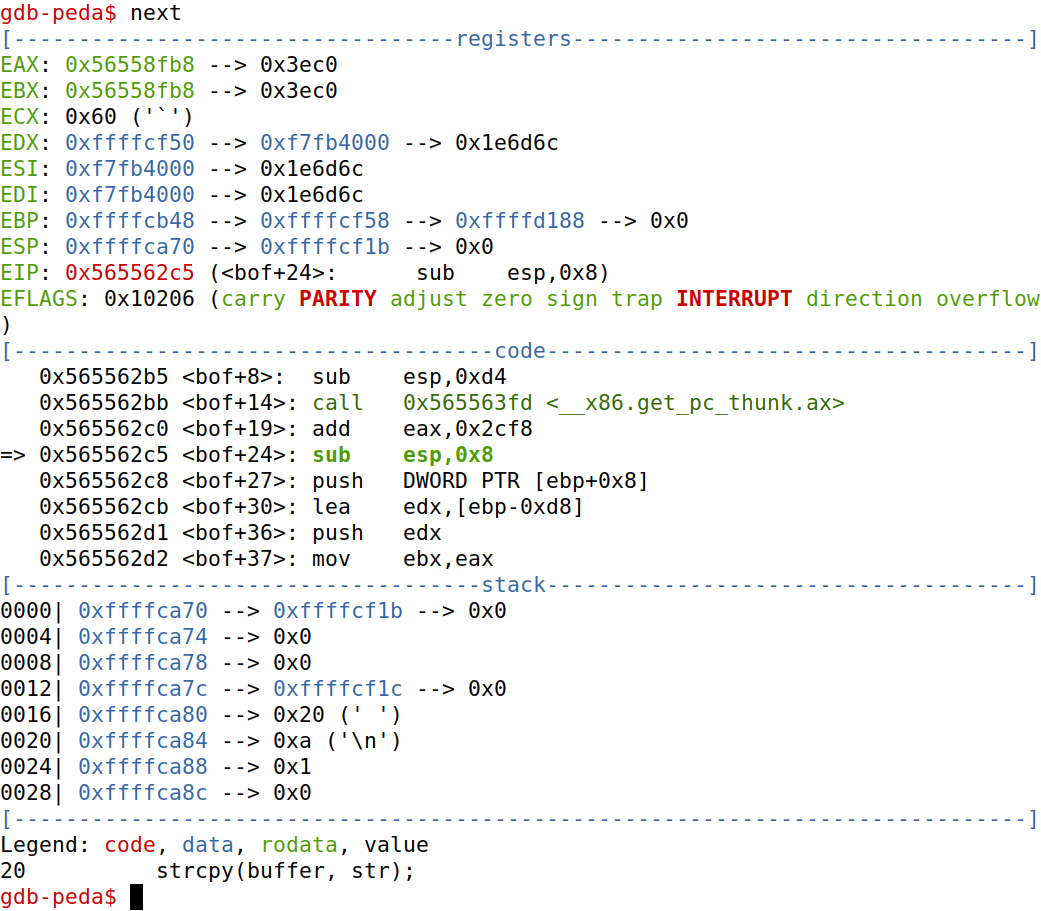 gdb-peda$ next
[----------------------------------registers-----------------------------------]
EAX: 0x56558fb8 --> 0x3ec0
EBX: 0x56558fb8 --> 0x3ec0
ECX: 0x60 ('`')
EDX: 0xffffcf50 --> 0xf7fb4000 --> 0x1e6d6c
ESI: 0xf7fb4000 --> 0x1e6d6c
EDI: 0xf7fb4000 --> 0x1e6d6c
EBP: 0xffffcb48 --> 0xffffcf58 --> 0xffffd188 --> 0x0
ESP: 0xffffca70 --> 0xffffcf1b --> 0x0
EIP: 0x565562c5 (<bof+24>:      sub    esp,0x8)
EFLAGS: 0x10206 (carry PARITY adjust zero sign trap INTERRUPT direction overflow
)
[-------------------------------------code-------------------------------------]
   0x565562b5 <bof+8>:  sub    esp,0xd4
   0x565562bb <bof+14>: call   0x565563fd <__x86.get_pc_thunk.ax>
   0x565562c0 <bof+19>: add    eax,0x2cf8
=> 0x565562c5 <bof+24>: sub    esp,0x8
   0x565562c8 <bof+27>: push   DWORD PTR [ebp+0x8]
   0x565562cb <bof+30>: lea    edx,[ebp-0xd8]
   0x565562d1 <bof+36>: push   edx
   0x565562d2 <bof+37>: mov    ebx,eax
[------------------------------------stack-------------------------------------]
0000| 0xffffca70 --> 0xffffcf1b --> 0x0
0004| 0xffffca74 --> 0x0
0008| 0xffffca78 --> 0x0
0012| 0xffffca7c --> 0xffffcf1c --> 0x0
0016| 0xffffca80 --> 0x20 (' ')
0020| 0xffffca84 --> 0xa ('\n')
0024| 0xffffca88 --> 0x1
0028| 0xffffca8c --> 0x0
[------------------------------------------------------------------------------]
Legend: code, data, rodata, value
20          strcpy(buffer, str);
gdb-peda$